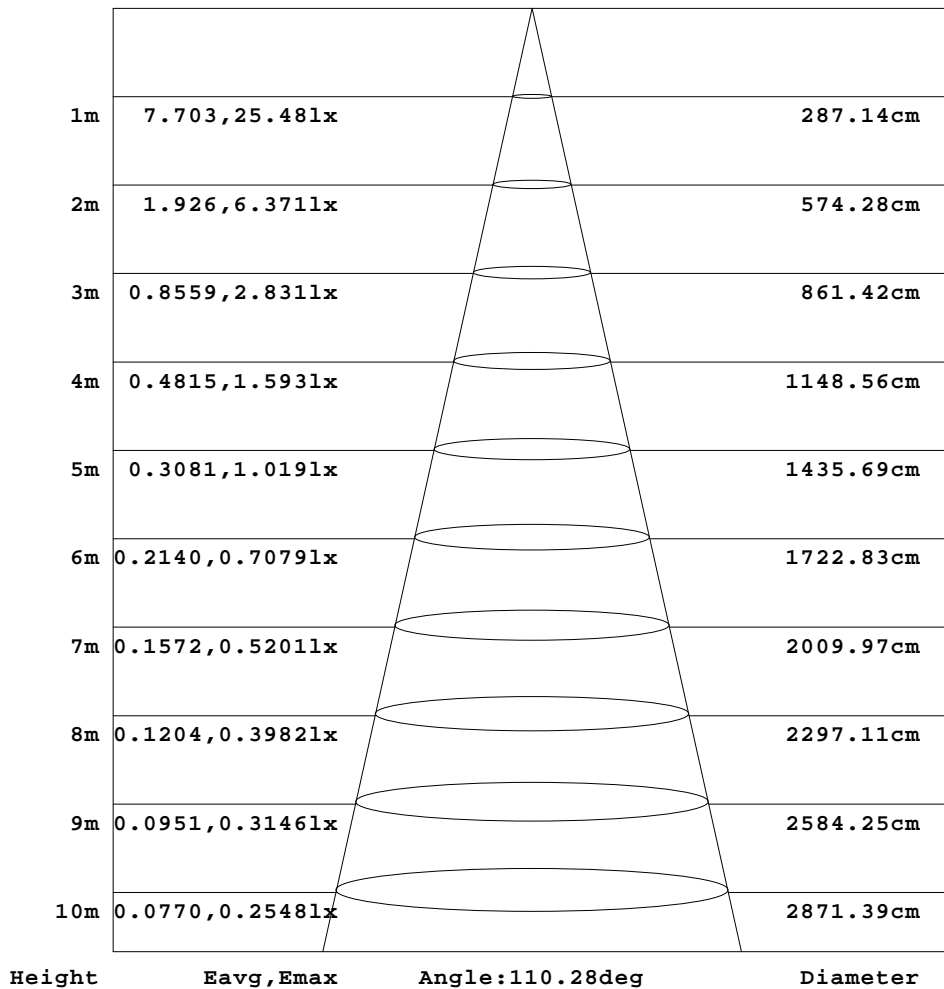 1m 7.703,25.48lx 287.14cm
2m 1.926,6.371lx 574.28cm
3m 0.8559,2.831lx 861.42cm
4m 0.4815,1.593lx 1148.56cm
5m 0.3081,1.019lx 1435.69cm
6m 0.2140,0.7079lx 1722.83cm
7m 0.1572,0.5201lx 2009.97cm
8m 0.1204,0.3982lx 2297.11cm
9m 0.0951,0.3146lx 2584.25cm
10m 0.0770,0.2548lx 2871.39cm
Height Eavg,Emax Angle:110.28deg Diameter